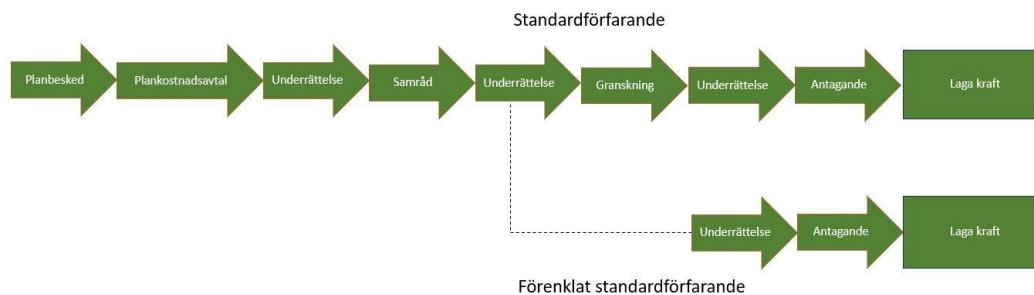 Standardförfarande
Planbesked
Plankostnadsavtal
Underrättelse
Samråd
Underrättelse
Granskning
Underrättelse
Antagande
Laga kraft
Underrättelse
Antagande
Laga kraft
Förenklat standardförfarande